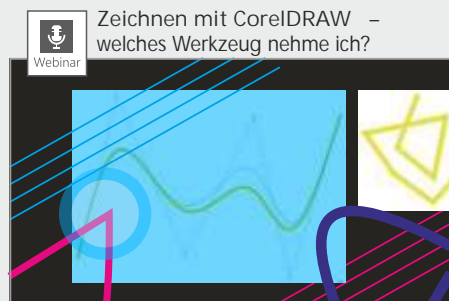 Zeichnen mit CorelDRAW –
welches Werkzeug nehme ich?
Webinar